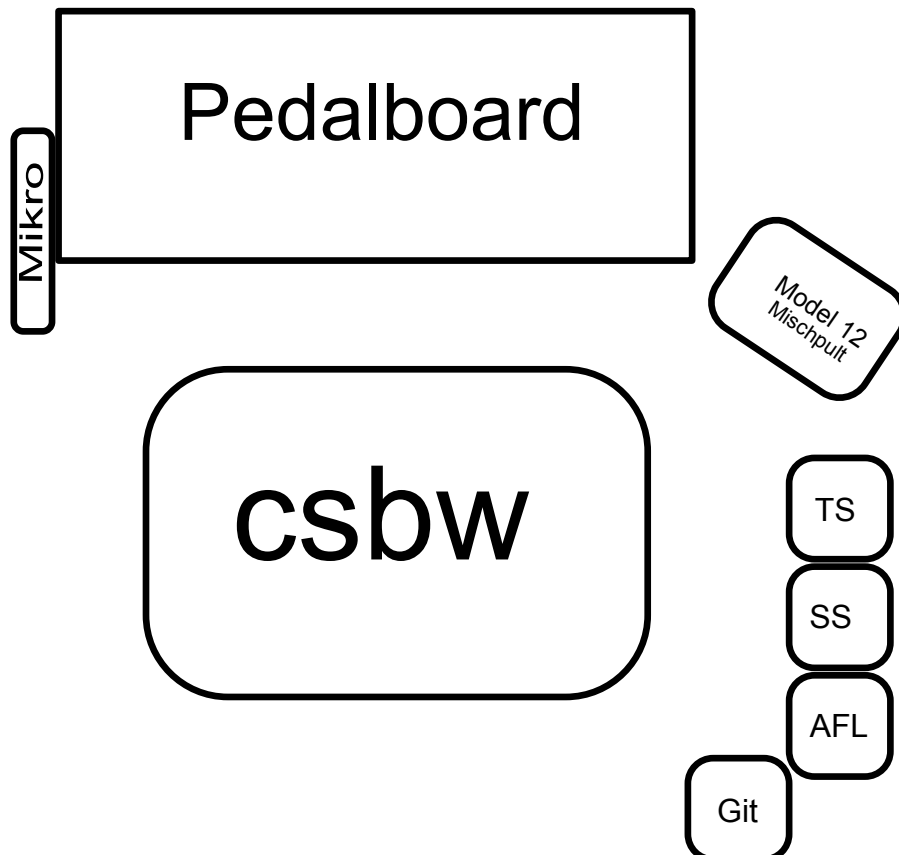 Pedalboard
Mikro
Model 12
Mischpult
csbw
TS
SS
AFL
Git